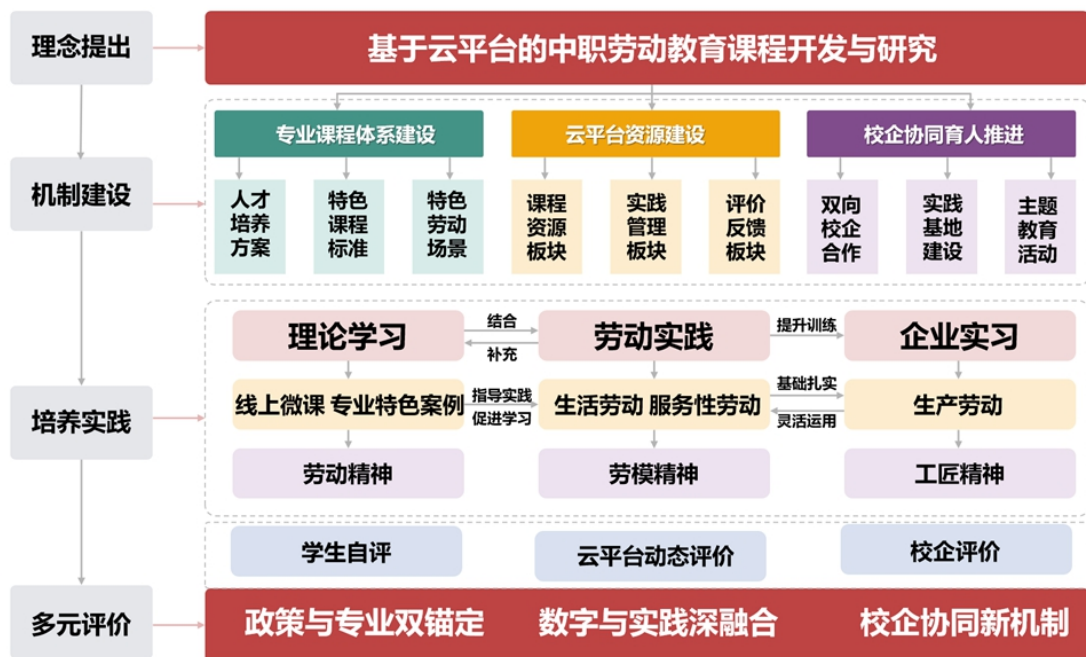 理念提出
基于云平台的中职劳动教育课程开发与研究
机制建设
专业课程体系建设
云平台资源建设
校企协同育人推进
人才
培养
方案
特色
课程
标准
特色
劳动
场景
课程
资源
板块
实践
管理
板块
评价
反馈
板块
双向
校企
合作
实践
基地
建设
主题
教育
活动
培养实践
理论学习
结合
补充
劳动实践
提升训练
企业实习
线上微课 专业特色案例
指导实践
促进学习
生活劳动 服务性劳动
基础扎实
灵活运用
生产劳动
劳动精神
劳模精神
工匠精神
学生自评
云平台动态评价
校企评价
多元评价
政策与专业双锚定
数字与实践深融合
校企协同新机制